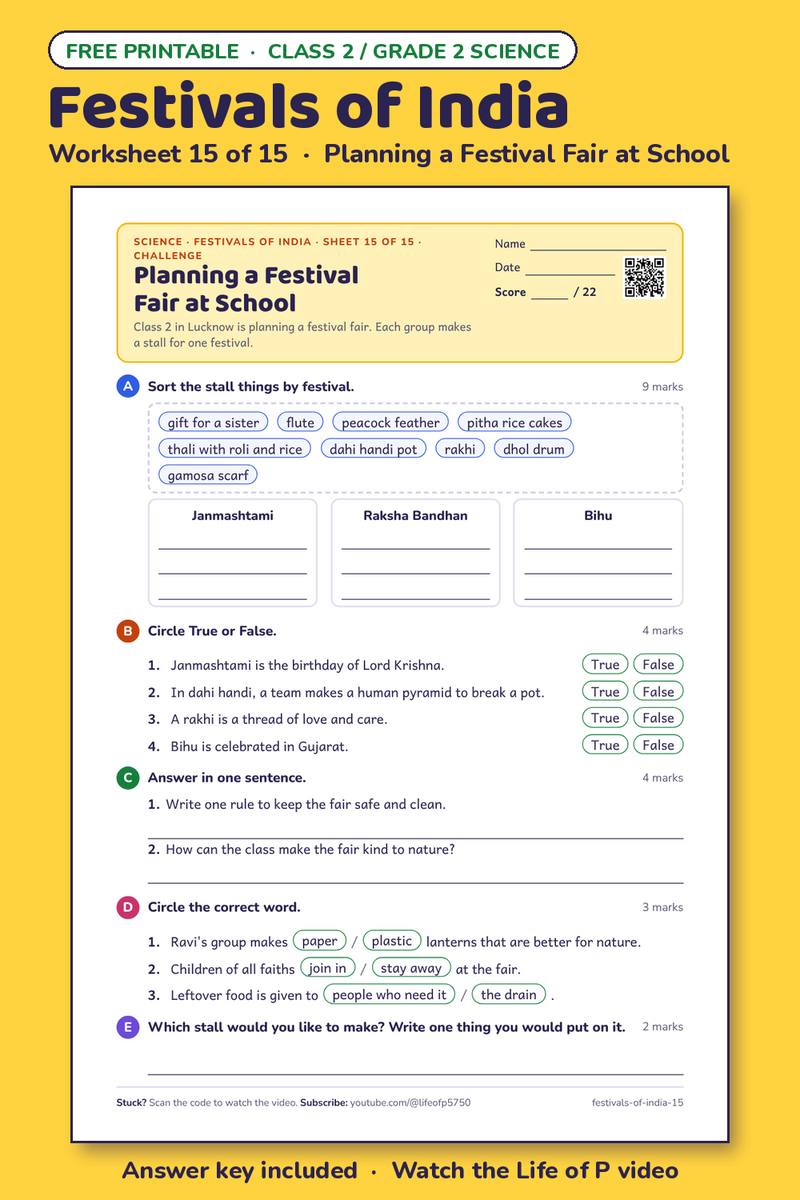 FREE PRINTABLE · CLASS 2 / GRADE 2 SCIENCE
Festivals of India
Worksheet 15 of 15 · Planning a Festival Fair at School
SCIENCE · FESTIVALS OF INDIA · SHEET 15 OF 15 ·
CHALLENGE
Planning a Festival
Fair at School
Class 2 in Lucknow is planning a festival fair. Each group makes
a stall for one festival.
Name
Date
Score / 22
A Sort the stall things by festival. 9 marks
gift for a sister flute peacock feather pitha rice cakes
thali with roli and rice dahi handi pot rakhi dhol drum
gamosa scarf
Janmashtami Raksha Bandhan Bihu
B Circle True or False. 4 marks
1. Janmashtami is the birthday of Lord Krishna. True False
2. In dahi handi, a team makes a human pyramid to break a pot. True False
3. A rakhi is a thread of love and care. True False
4. Bihu is celebrated in Gujarat. True False
C Answer in one sentence. 4 marks
1. Write one rule to keep the fair safe and clean.
2. How can the class make the fair kind to nature?
D Circle the correct word. 3 marks
1. Ravi's group makes paper / plastic lanterns that are better for nature.
2. Children of all faiths join in / stay away at the fair.
3. Leftover food is given to people who need it / the drain .
E Which stall would you like to make? Write one thing you would put on it. 2 marks
Stuck? Scan the code to watch the video. Subscribe: youtube.com/@lifeofp5750 festivals-of-india-15
Answer key included · Watch the Life of P video